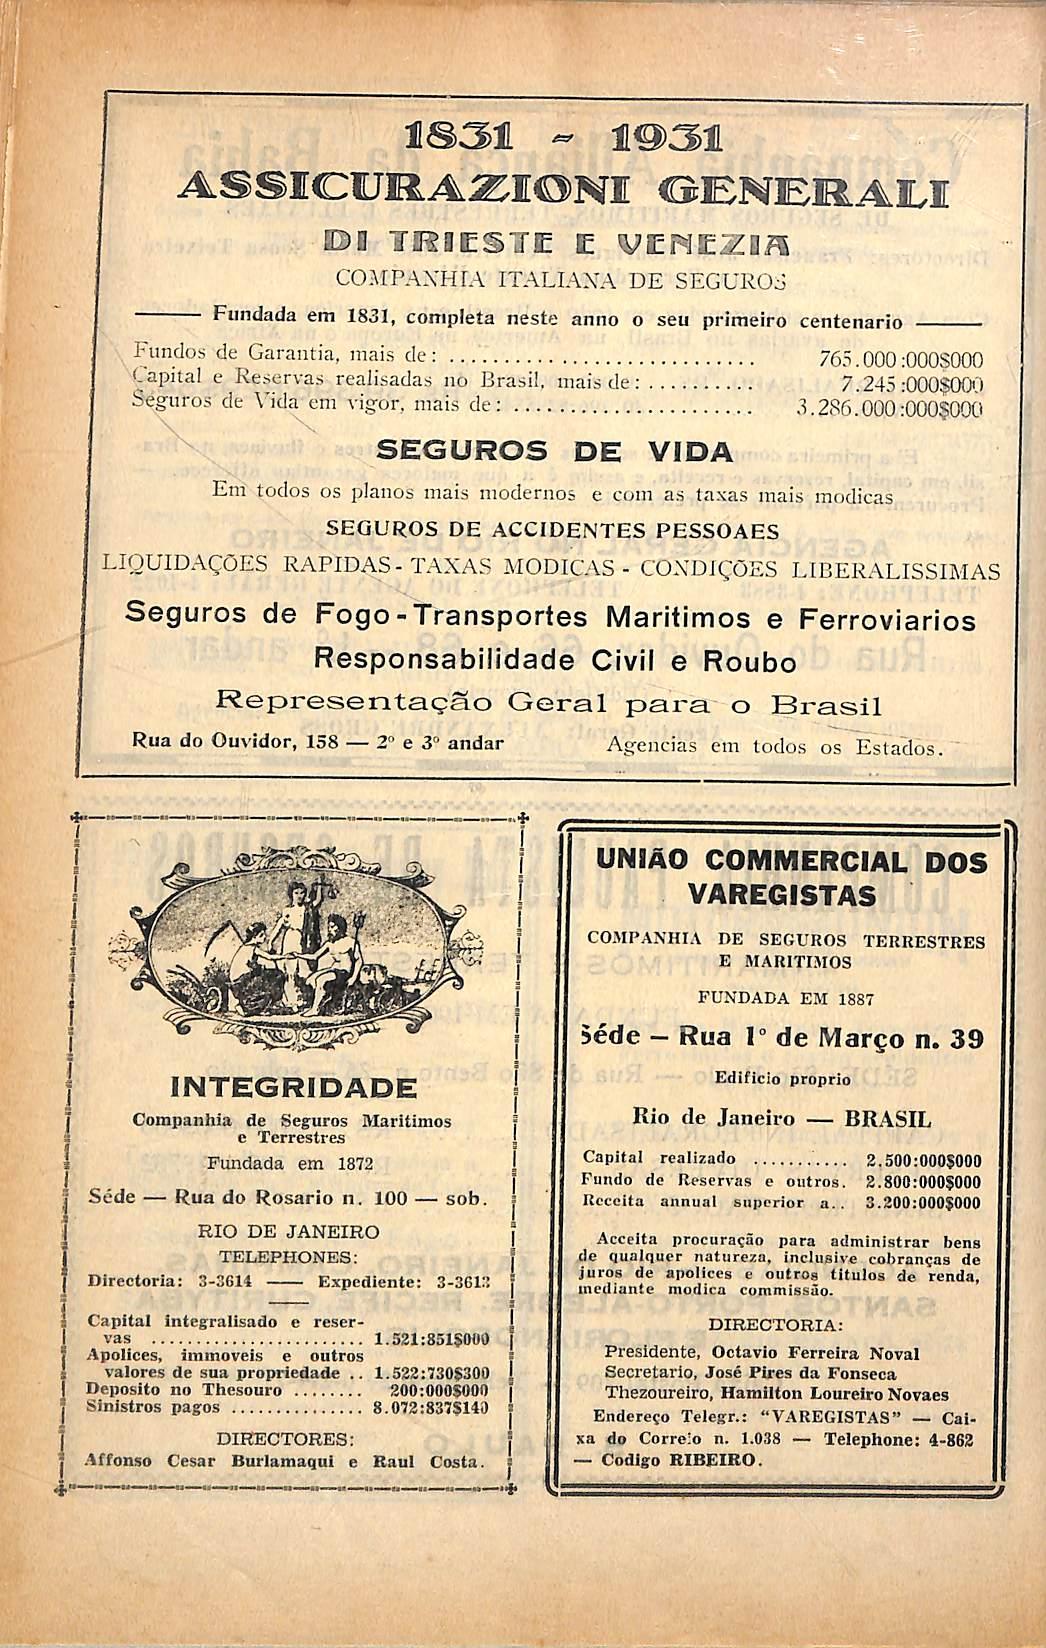 1831 - 1931
ASSICURAZIONI GENERALI
DI TRIESTE E VENEZIA
COMPANHIA ITALIANA DE SEGUROS
Fundada em 1831, completa neste anno o seu primeiro centenario
Fundos de Garantia, mais de: ............................ 765.000:000$000
Capital e Reservas realisadas no Brasil, mais de: .......... 7.245:000$000
Seguros de Vida em vigor, mais de: ...................... 3.286.000:000$000
SEGUROS DE VIDA
Em todos os planos mais modernos e com as taxas mais modicas
SEGUROS DE ACCIDENTES PESSOAES
LIQUIDAÇÕES RAPIDAS - TAXAS MODICAS - CONDIÇÕES LIBERALISSIMAS
Seguros de Fogo - Transportes Maritimos e Ferroviarios
Responsabilidade Civil e Roubo
Representação Geral para o Brasil
Rua do Ouvidor, 158 — 2º e 3º andar Agencias em todos os Estados.
INTEGRIDADE
Companhia de Seguros Maritimos
e Terrestres
Fundada em 1872
Séde — Rua do Rosario n. 100 — sob.
RIO DE JANEIRO
TELEPHONES:
Directoria: 3-3614 — Expediente: 3-3613
Capital integralisado e reser-
vas ....................... 1.521:851$000
Apolices, immoveis e outros
valores de sua propriedade .. 1.522:730$300
Deposito no Thesouro ........ 200:000$000
Sinistros pagos ............... 8.072:837$140
DIRECTORES:
Affonso Cesar Burlamaqui e Raul Costa.
UNIÃO COMMERCIAL DOS
VAREGISTAS
COMPANHIA DE SEGUROS TERRESTRES
E MARITIMOS
FUNDADA EM 1887
Séde — Rua 1º de Março n. 39
Edificio proprio
Rio de Janeiro — BRASIL
Capital realizado ........... 2.500:000$000
Fundo de Reservas e outros. 2.800:000$000
Receita annual superior a.. 3.200:000$000
Acceita procuração para administrar bens
de qualquer natureza, inclusive cobranças de
juros de apolices e outros titulos de renda,
mediante modica commissão.
DIRECTORIA:
Presidente, Octavio Ferreira Noval
Secretario, José Pires da Fonseca
Thezoureiro, Hamilton Loureiro Novaes
Endereço Telegr.: “VAREGISTAS” — Cai-
xa do Correio n. 1.038 — Telephone: 4-862
— Codigo RIBEIRO.